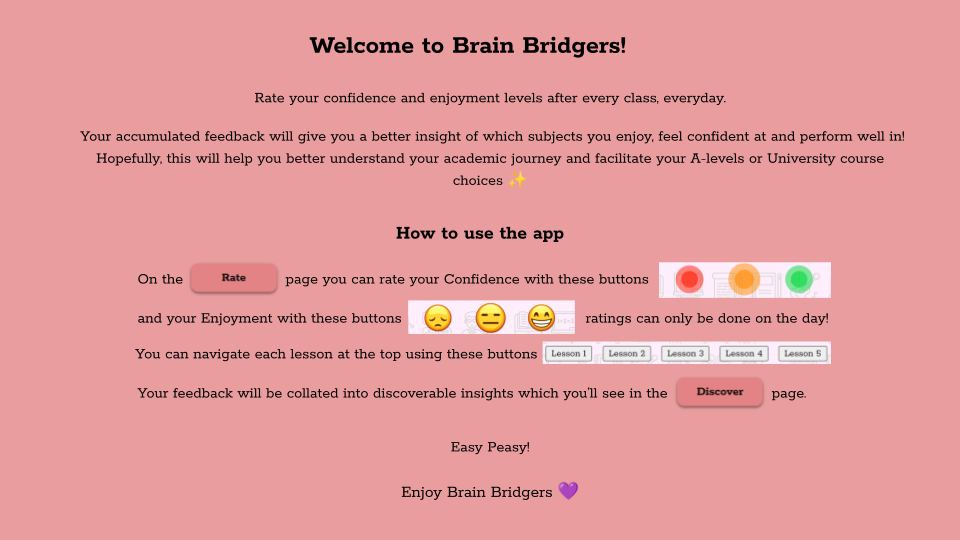 Welcome to Brain Bridgers!
Rate your confidence and enjoyment levels after every class, everyday.
Your accumulated feedback will give you a better insight of which subjects you enjoy, feel confident at and perform well in!
Hopefully, this will help you better understand your academic journey and facilitate your A-levels or University course
choices ✨
How to use the app
On the Rate page you can rate your Confidence with these buttons
and your Enjoyment with these buttons 😞 😑 😁 ratings can only be done on the day!
You can navigate each lesson at the top using these buttons Lesson 1 Lesson 2 Lesson 3 Lesson 4 Lesson 5
Your feedback will be collated into discoverable insights which you'll see in the Discover page.
Easy Peasy!
Enjoy Brain Bridgers 💜